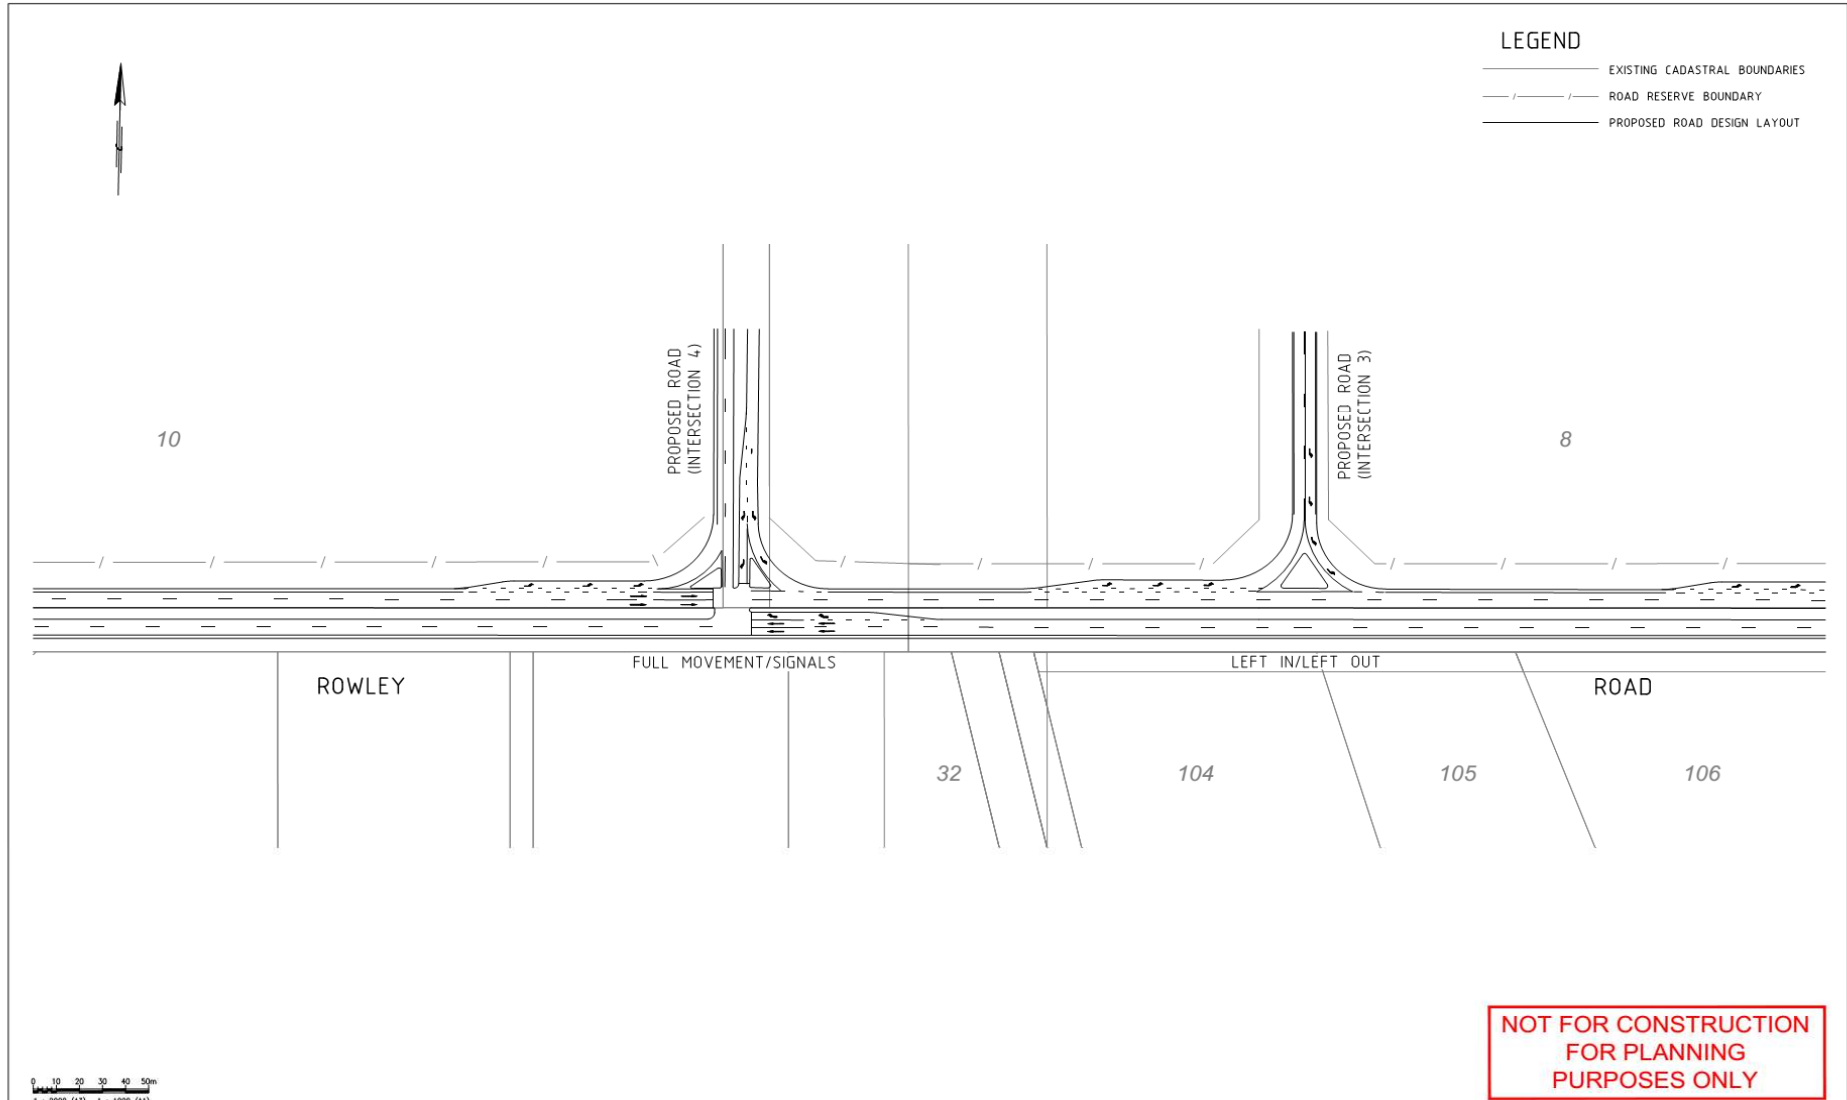 LEGEND
EXISTING CADASTRAL BOUNDARIES
ROAD RESERVE BOUNDARY
PROPOSED ROAD DESIGN LAYOUT
PROPOSED ROAD
(INTERSECTION 4)
PROPOSED ROAD
(INTERSECTION 3)
10
8
FULL MOVEMENT/SIGNALS
LEFT IN/LEFT OUT
ROWLEY
ROAD
32
104
105
106
NOT FOR CONSTRUCTION
FOR PLANNING
PURPOSES ONLY
0 10 20 30 40 50m